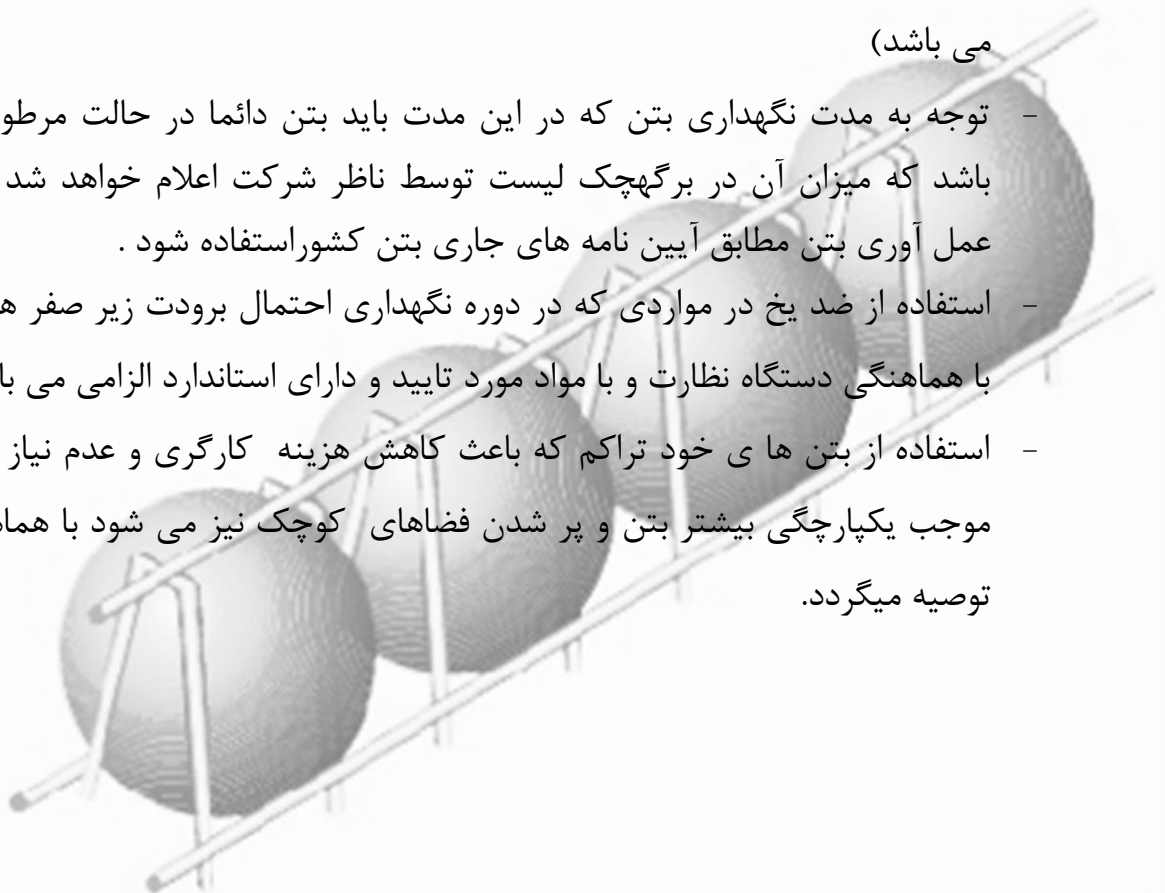 می باشد)
- توجه به مدت نگهداری بتن که در این مدت باید بتن دائما در حالت مرطو
باشد که میزان آن در برگهچک لیست توسط ناظر شرکت اعلام خواهد شد
عمل آوری بتن مطابق آیین نامه های جاری بتن کشوراستفاده شود .
- استفاده از ضد یخ در مواردی که در دوره نگهداری احتمال برودت زیر صفر ه
با هماهنگی دستگاه نظارت و با مواد مورد تایید و دارای استاندارد الزامی می با
- استفاده از بتن ها ی خود تراکم که باعث کاهش هزینه کارگری و عدم نیاز
موجب یکپارچگی بیشتر بتن و پر شدن فضاهای کوچک نیز می شود با هما
توصیه میگردد.